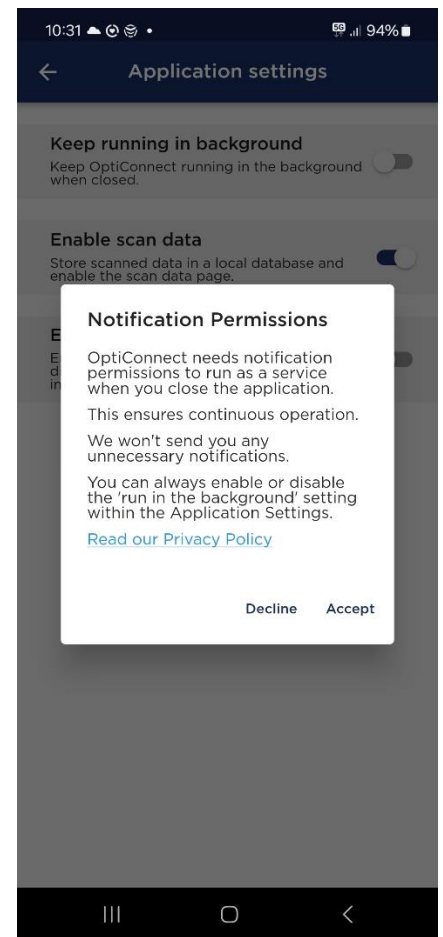 10:31 5G 94%
Application settings
Keep running in background
Keep OptiConnect running in the background
when closed.
Enable scan data
Store scanned data in a local database and
enable the scan data page.
Notification Permissions
OptiConnect needs notification
permissions to run as a service
when you close the application.
This ensures continuous operation.
We won't send you any
unnecessary notifications.
You can always enable or disable
the 'run in the background' setting
within the Application Settings.
Read our Privacy Policy
Decline Accept